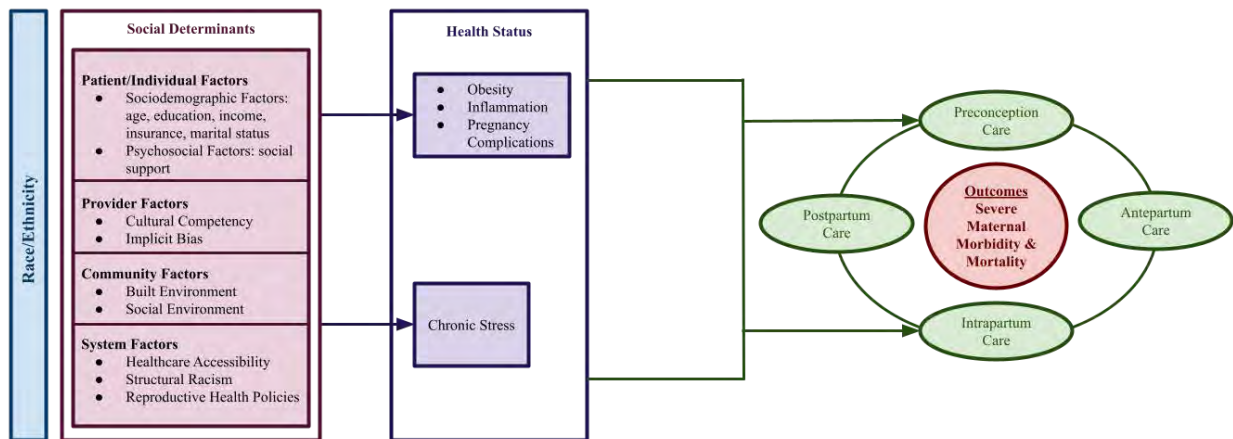 Race/Ethnicity
Social Determinants
Patient/Individual Factors
● Sociodemographic Factors:
age, education, income,
insurance, marital status
● Psychosocial Factors: social
support
Provider Factors
● Cultural Competency
● Implicit Bias
Community Factors
● Built Environment
● Social Environment
System Factors
● Healthcare Accessibility
● Structural Racism
● Reproductive Health Policies
Health Status
● Obesity
● Inflammation
● Pregnancy
Complications
Chronic Stress
Preconception
Care
Postpartum
Care
Outcomes
Severe
Maternal
Morbidity &
Mortality
Antepartum
Care
Intrapartum
Care